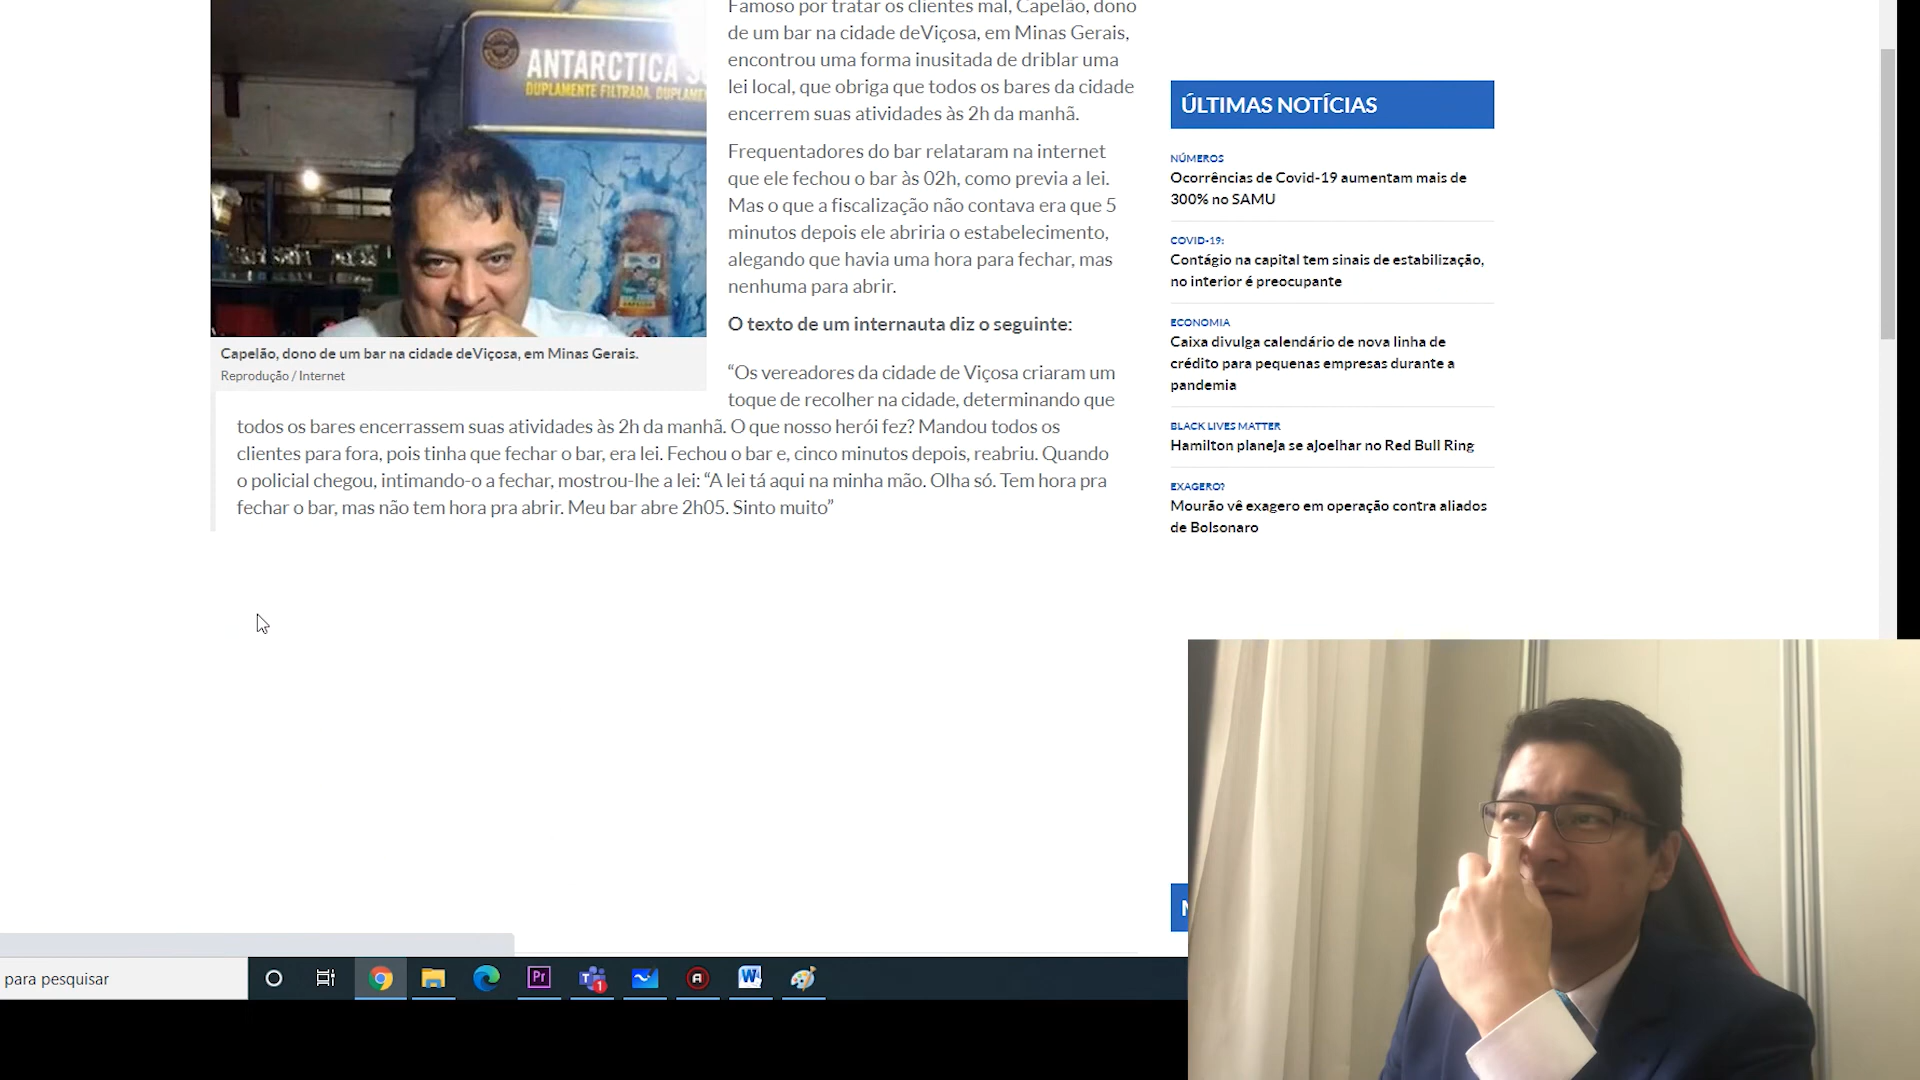 ANTARCTICA
DUPLAMENTE FILTRADA. DUPLAME
Famoso por tratar os clientes mal, Capelão, dono
de um bar na cidade deViçosa, em Minas Gerais,
encontrou uma forma inusitada de driblar uma
lei local, que obriga que todos os bares da cidade
encerrem suas atividades às 2h da manhã.
Frequentadores do bar relataram na internet
que ele fechou o bar às 02h, como previa a lei.
Mas o que a fiscalização não contava era que 5
minutos depois ele abriria o estabelecimento,
alegando que havia uma hora para fechar, mas
nenhuma para abrir.
O texto de um internauta diz o seguinte:
Capelão, dono de um bar na cidade deViçosa, em Minas Gerais.
Reprodução / Internet
“Os vereadores da cidade de Viçosa criaram um
toque de recolher na cidade, determinando que
todos os bares encerrassem suas atividades às 2h da manhã. O que nosso herói fez? Mandou todos os
clientes para fora, pois tinha que fechar o bar, era lei. Fechou o bar e, cinco minutos depois, reabriu. Quando
o policial chegou, intimando-o a fechar, mostrou-lhe a lei: “A lei tá aqui na minha mão. Olha só. Tem hora pra
fechar o bar, mas não tem hora pra abrir. Meu bar abre 2h05. Sinto muito”
ÚLTIMAS NOTÍCIAS
NÚMEROS
Ocorrências de Covid-19 aumentam mais de
300% no SAMU
COVID-19:
Contágio na capital tem sinais de estabilização,
no interior é preocupante
ECONOMIA
Caixa divulga calendário de nova linha de
crédito para pequenas empresas durante a
pandemia
BLACK LIVES MATTER
Hamilton planeja se ajoelhar no Red Bull Ring
EXAGERO?
Mourão vê exagero em operação contra aliados
de Bolsonaro
para pesquisar
Pr
T
1
A
W